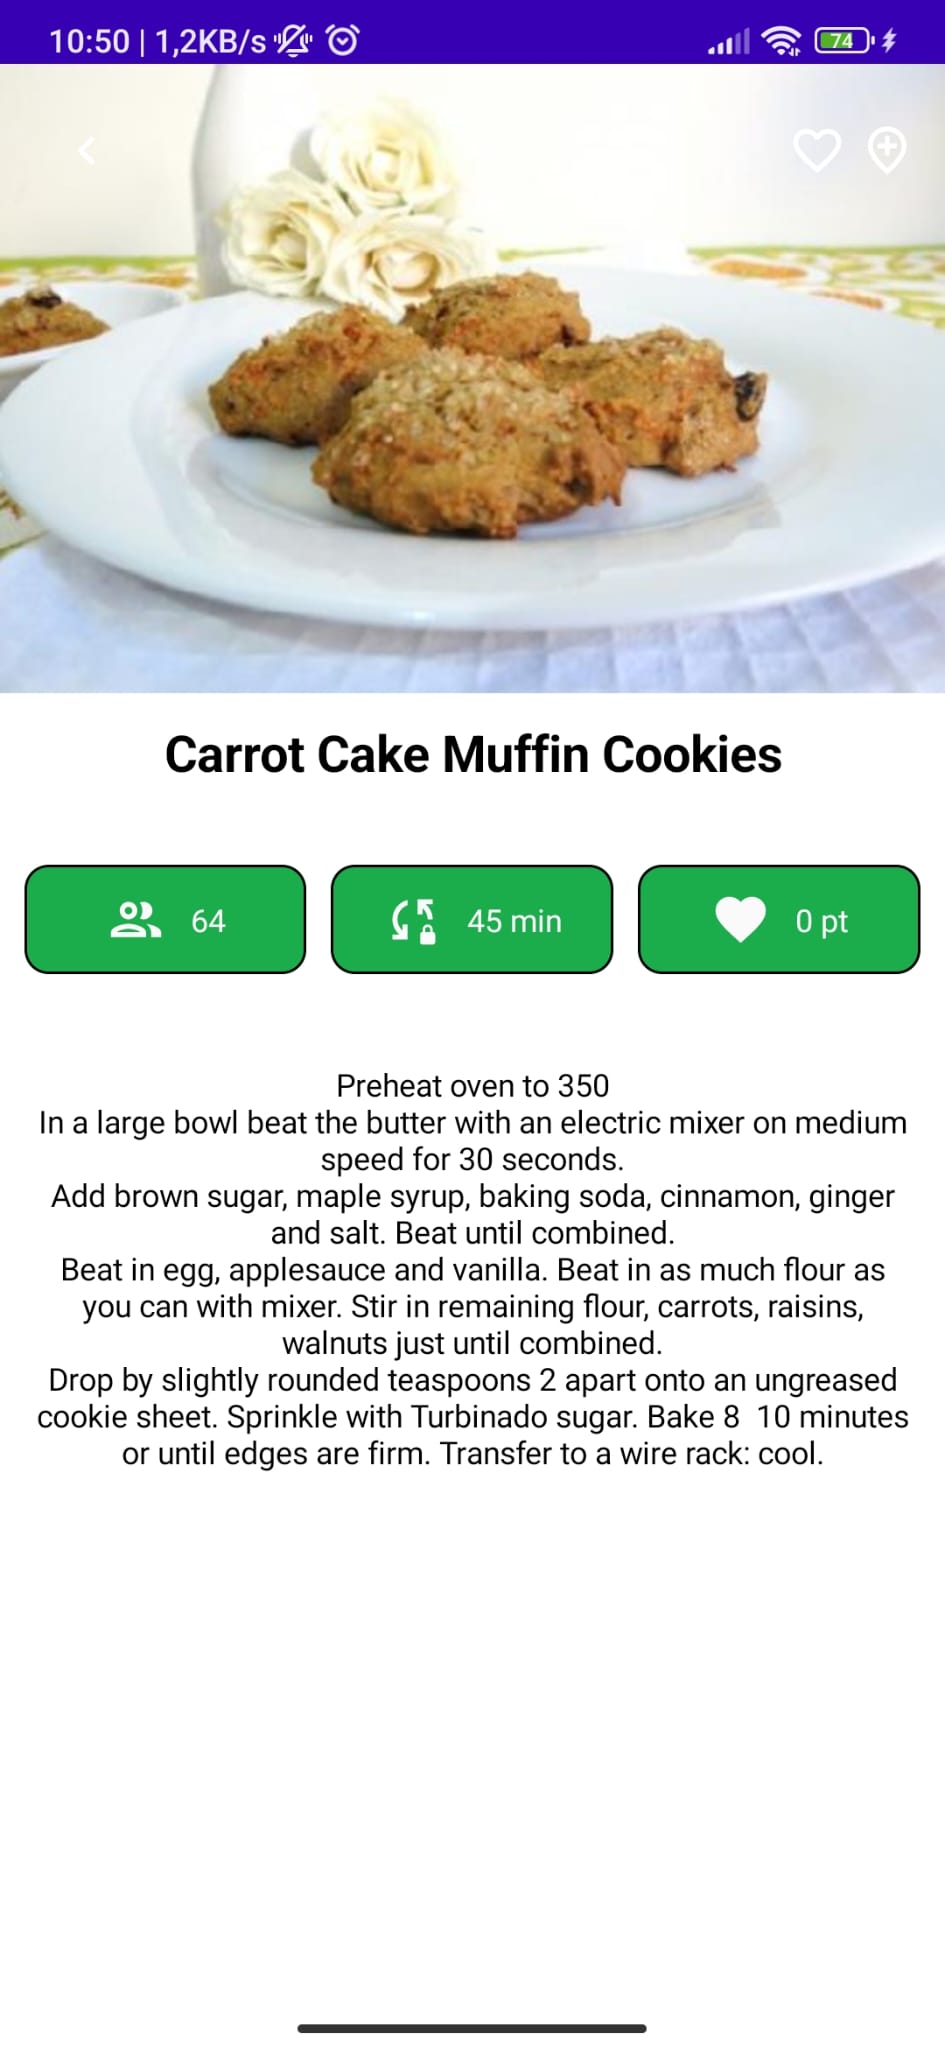 10:50 | 1,2KB/s
74
Carrot Cake Muffin Cookies
64
45 min
0 pt
Preheat oven to 350
In a large bowl beat the butter with an electric mixer on medium
speed for 30 seconds.
Add brown sugar, maple syrup, baking soda, cinnamon, ginger
and salt. Beat until combined.
Beat in egg, applesauce and vanilla. Beat in as much flour as
you can with mixer. Stir in remaining flour, carrots, raisins,
walnuts just until combined.
Drop by slightly rounded teaspoons 2 apart onto an ungreased
cookie sheet. Sprinkle with Turbinado sugar. Bake 8  10 minutes
or until edges are firm. Transfer to a wire rack: cool.